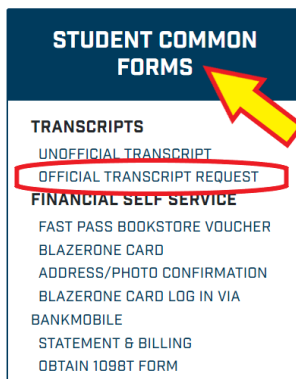 STUDENT COMMON
FORMS
TRANSCRIPTS
UNOFFICIAL TRANSCRIPT
OFFICIAL TRANSCRIPT REQUEST
FINANCIAL SELF SERVICE
FAST PASS BOOKSTORE VOUCHER
BLAZERONE CARD
ADDRESS/PHOTO CONFIRMATION
BLAZERONE CARD LOG IN VIA
BANKMOBILE
STATEMENT & BILLING
OBTAIN 1098T FORM